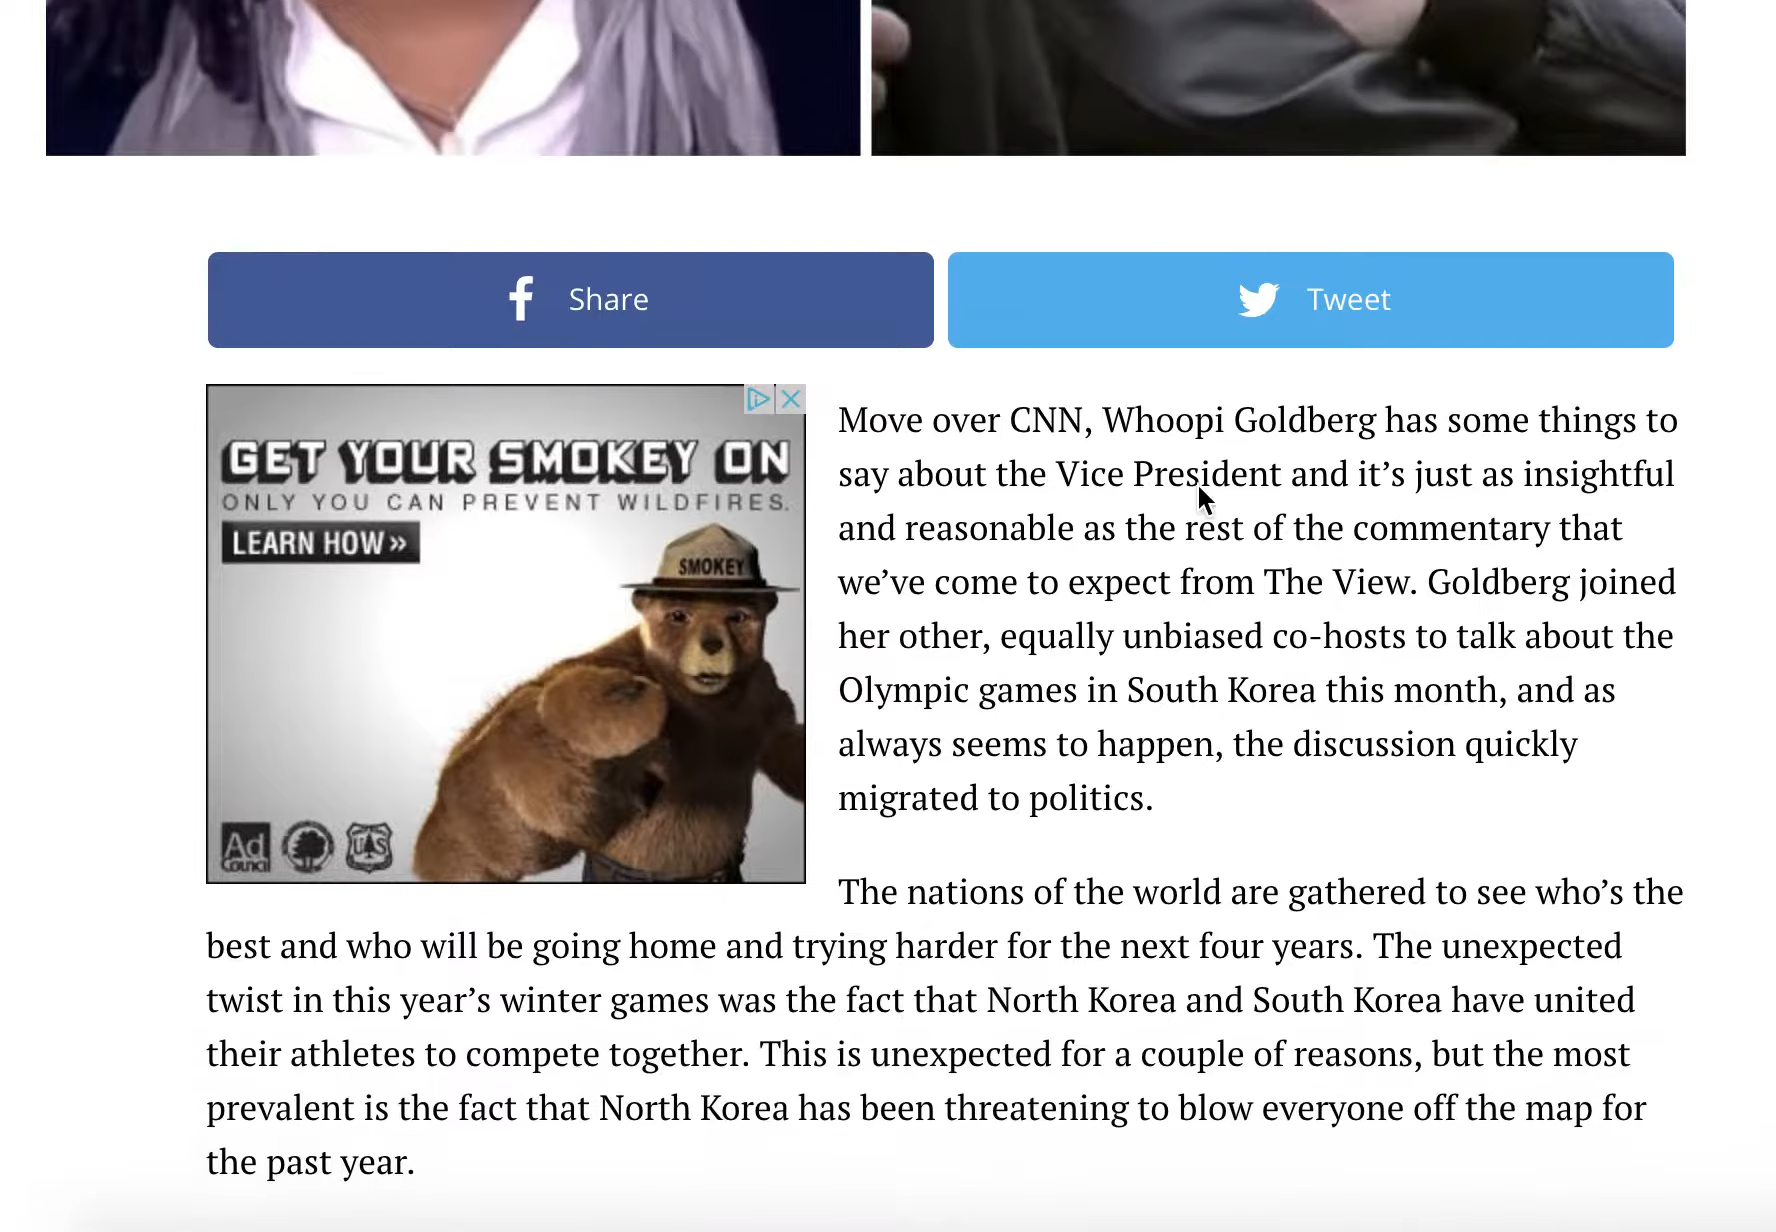 Share
Tweet
GET YOUR SMOKEY ON
ONLY YOU CAN PREVENT WILDFIRES.
LEARN HOW »
SMOKEY
Ad
Council
U S
Move over CNN, Whoopi Goldberg has some things to
say about the Vice President and it’s just as insightful
and reasonable as the rest of the commentary that
we’ve come to expect from The View. Goldberg joined
her other, equally unbiased co-hosts to talk about the
Olympic games in South Korea this month, and as
always seems to happen, the discussion quickly
migrated to politics.
The nations of the world are gathered to see who’s the
best and who will be going home and trying harder for the next four years. The unexpected
twist in this year’s winter games was the fact that North Korea and South Korea have united
their athletes to compete together. This is unexpected for a couple of reasons, but the most
prevalent is the fact that North Korea has been threatening to blow everyone off the map for
the past year.